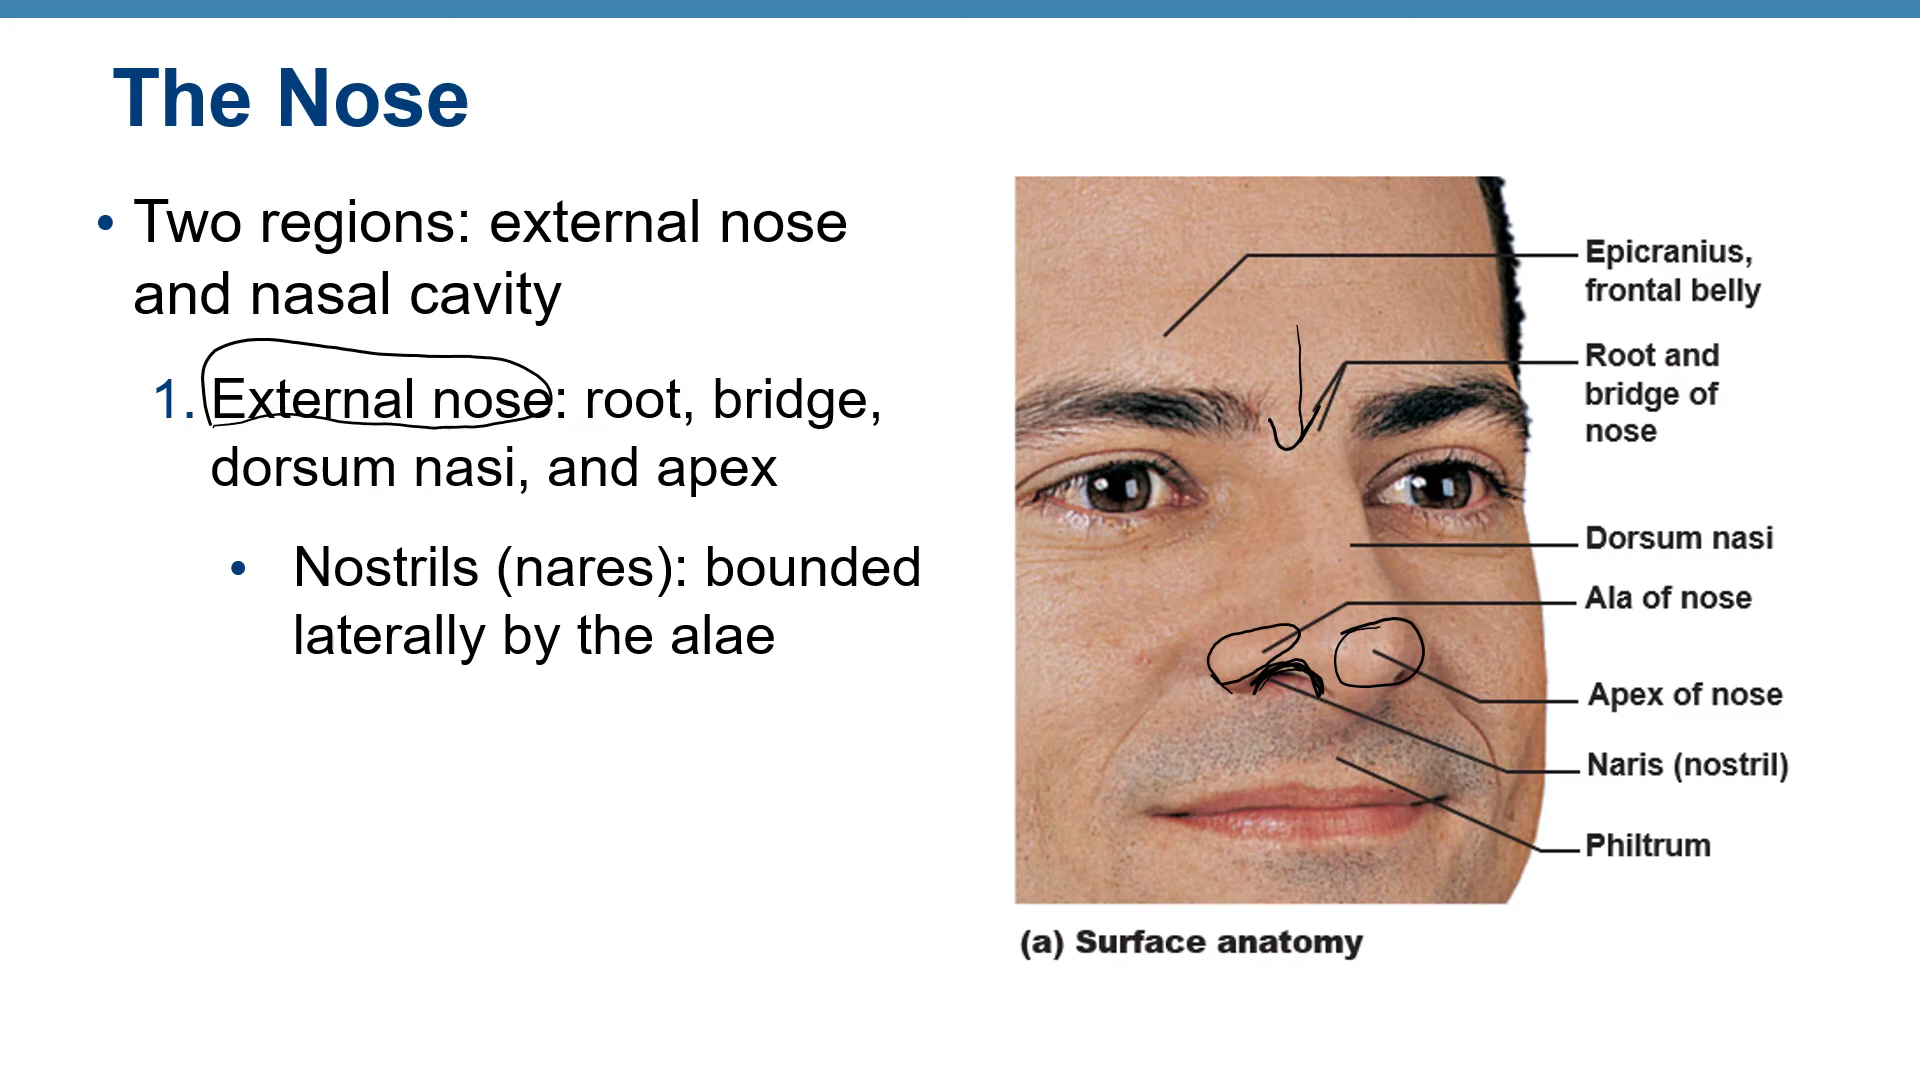 The Nose
• Two regions: external nose
and nasal cavity
1. External nose: root, bridge,
dorsum nasi, and apex
• Nostrils (nares): bounded
laterally by the alae
Epicranius,
frontal belly
Root and
bridge of
nose
Dorsum nasi
Ala of nose
Apex of nose
Naris (nostril)
Philtrum
(a) Surface anatomy